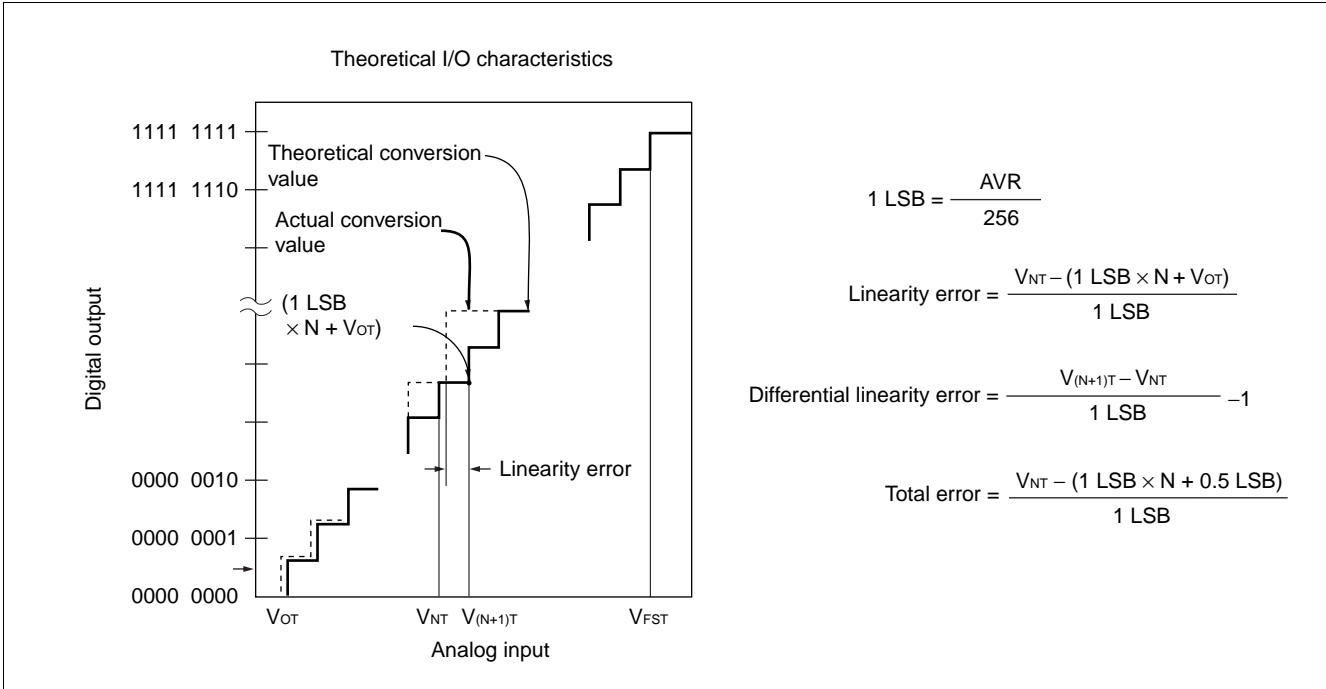 Theoretical I/O characteristics
1111 1111
1111 1110
0000 0010
0000 0001
0000 0000
Digital output
Theoretical conversion
value
Actual conversion
value
(1 LSB
× N + VOT)
Linearity error
VOT
VNT
V(N+1)T
VFST
Analog input
1 LSB = AVR
256
Linearity error = VNT – (1 LSB × N + VOT)
1 LSB
Differential linearity error = V(N+1)T – VNT
1 LSB
–1
Total error = VNT – (1 LSB × N + 0.5 LSB)
1 LSB